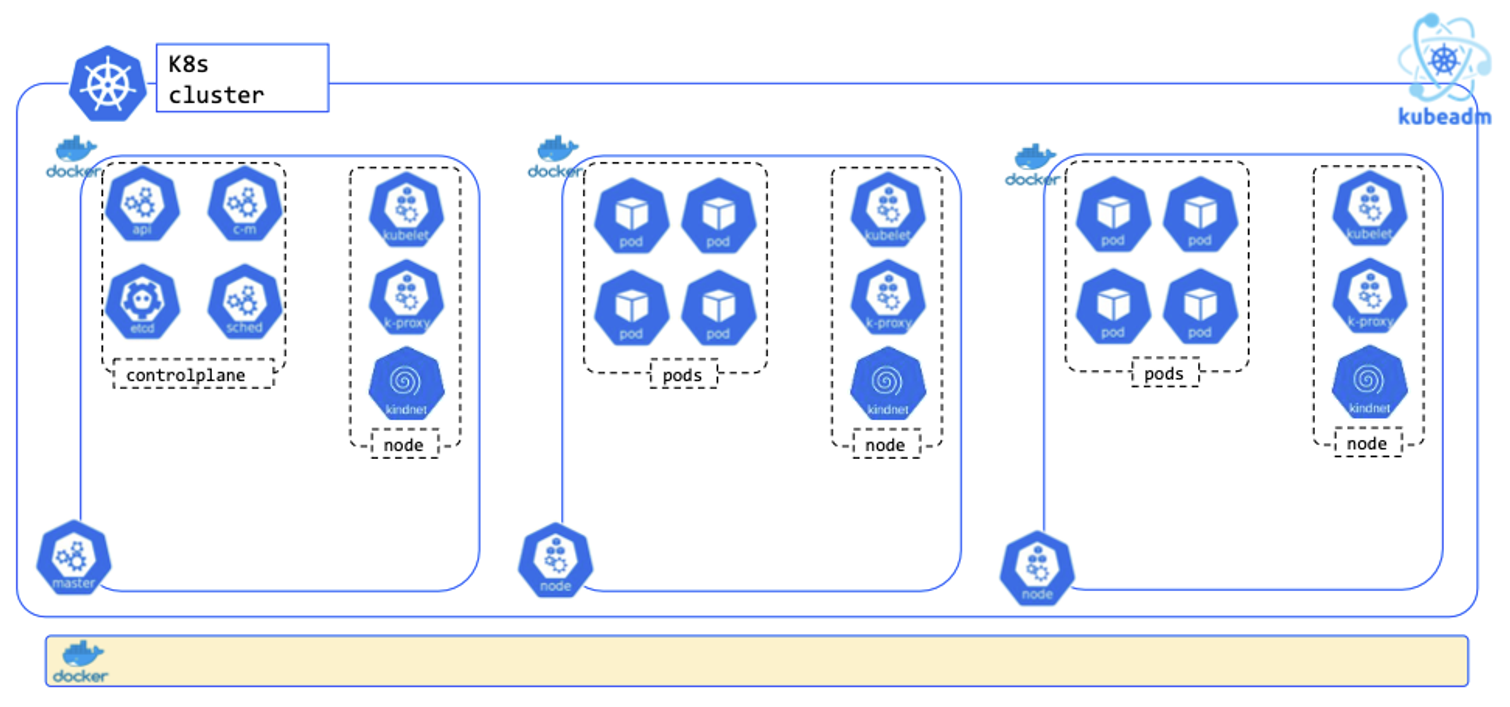 K8s
cluster
kubeadm
docker
api
c-m
etcd
sched
controlplane
kubelet
k-proxy
kindnet
node
master
docker
pod
pod
pod
pod
pods
kubelet
k-proxy
kindnet
node
node
docker
pod
pod
pod
pod
pods
kubelet
k-proxy
kindnet
node
node
docker